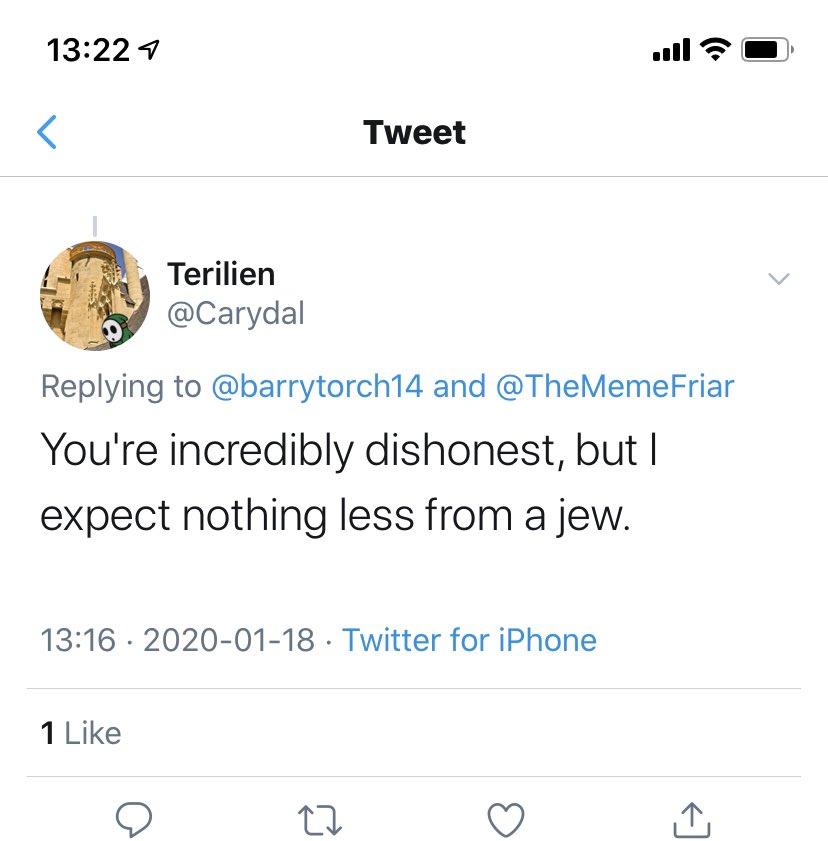 13:22
Tweet
Terilien
@Carydal
Replying to @barrytorch14 and @TheMemeFriar
You're incredibly dishonest, but I
expect nothing less from a jew.
13:16 · 2020-01-18 · Twitter for iPhone
1 Like